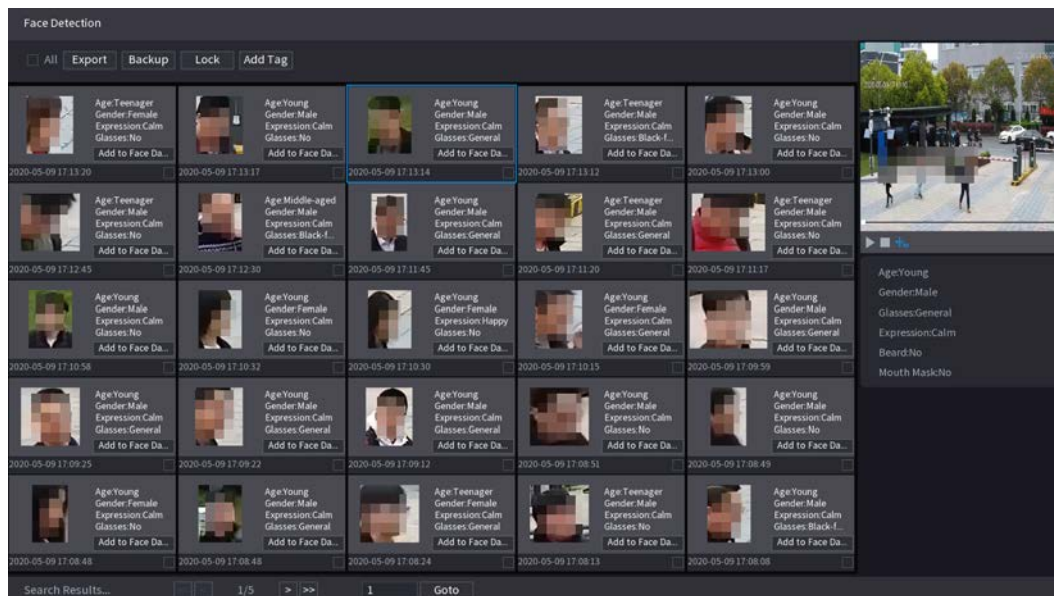 Face Detection
All Export Backup Lock Add Tag
Age:Teenager
Gender:Female
Expression:Calm
Glasses:No
Add to Face Da...
2020-05-09 17:13:20
Age:Young
Gender:Male
Expression:Calm
Glasses:No
Add to Face Da...
2020-05-09 17:13:17
Age:Young
Gender:Male
Expression:Calm
Glasses:General
Add to Face Da...
2020-05-09 17:13:14
Age:Teenager
Gender:Male
Expression:Calm
Glasses:Black-f...
Add to Face Da...
2020-05-09 17:13:12
Age:Young
Gender:Male
Expression:Calm
Glasses:No
Add to Face Da...
2020-05-09 17:13:00
Age:Teenager
Gender:Male
Expression:Calm
Glasses:No
Add to Face Da...
2020-05-09 17:12:45
Age:Middle-aged
Gender:Male
Expression:Calm
Glasses:Black-f...
Add to Face Da...
2020-05-09 17:12:30
Age:Young
Gender:Male
Expression:Calm
Glasses:General
Add to Face Da...
2020-05-09 17:11:45
Age:Teenager
Gender:Male
Expression:Calm
Glasses:General
Add to Face Da...
2020-05-09 17:11:20
Age:Teenager
Gender:Male
Expression:Calm
Glasses:No
Add to Face Da...
2020-05-09 17:11:17
Age:Young
Gender:Male
Expression:Calm
Glasses:No
Add to Face Da...
2020-05-09 17:10:58
Age:Young
Gender:Female
Expression:Calm
Glasses:No
Add to Face Da...
2020-05-09 17:10:32
Age:Young
Gender:Female
Expression:Happy
Glasses:No
Add to Face Da...
2020-05-09 17:10:30
Age:Young
Gender:Female
Expression:Calm
Glasses:General
Add to Face Da...
2020-05-09 17:10:15
Age:Young
Gender:Male
Expression:Calm
Glasses:General
Add to Face Da...
2020-05-09 17:09:59
Age:Young
Gender:Male
Expression:Calm
Glasses:General
Add to Face Da...
2020-05-09 17:09:25
Age:Young
Gender:Male
Expression:Calm
Glasses:General
Add to Face Da...
2020-05-09 17:09:22
Age:Young
Gender:Male
Expression:Calm
Glasses:General
Add to Face Da...
2020-05-09 17:09:12
Age:Young
Gender:Male
Expression:Calm
Glasses:No
Add to Face Da...
2020-05-09 17:08:51
Age:Young
Gender:Male
Expression:Calm
Glasses:No
Add to Face Da...
2020-05-09 17:08:49
Age:Young
Gender:Female
Expression:Calm
Glasses:No
Add to Face Da...
2020-05-09 17:08:48
Age:Young
Gender:Male
Expression:Calm
Glasses:General
Add to Face Da...
2020-05-09 17:08:48
Age:Teenager
Gender:Female
Expression:Calm
Glasses:General
Add to Face Da...
2020-05-09 17:08:24
Age:Teenager
Gender:Male
Expression:Calm
Glasses:No
Add to Face Da...
2020-05-09 17:08:13
Age:Young
Gender:Male
Expression:Calm
Glasses:Black-f...
Add to Face Da...
2020-05-09 17:08:08
Age:Young
Gender:Male
Glasses:General
Expression:Calm
Beard:No
Mouth Mask:No
Search Results... 1/5 > >> 1 Goto